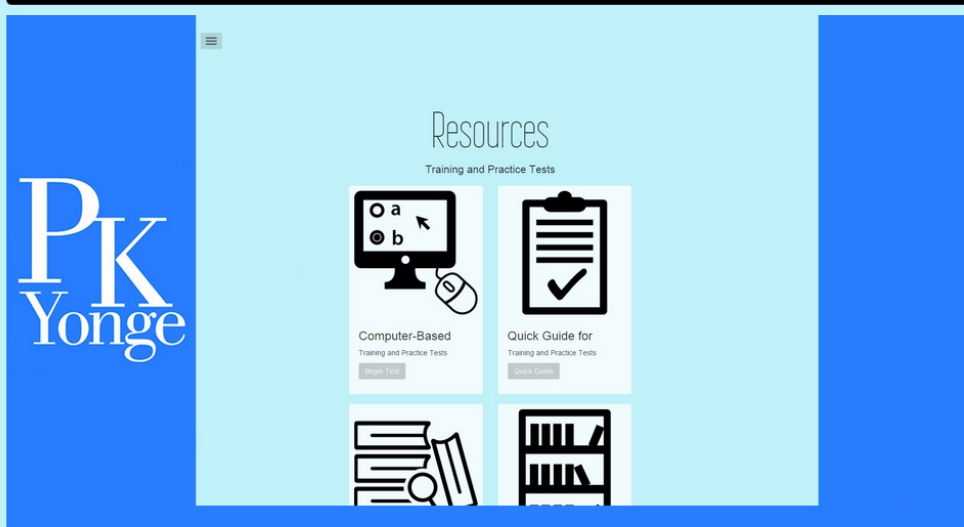 PK
Yonge
Resources
Training and Practice Tests
a
b
Computer-Based
Training and Practice Tests
Begin Test
Quick Guide for
Training and Practice Tests
Quick Guide